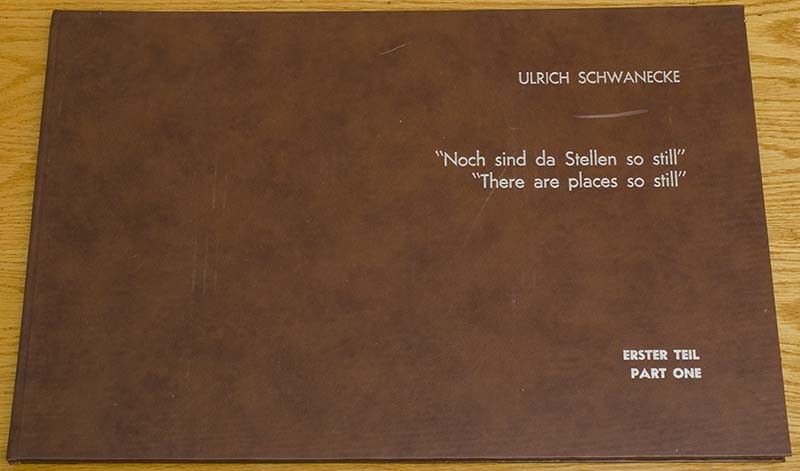 ULRICH SCHWANECKE
"Noch sind da Stellen so still"
"There are places so still"
ERSTER TEIL
PART ONE